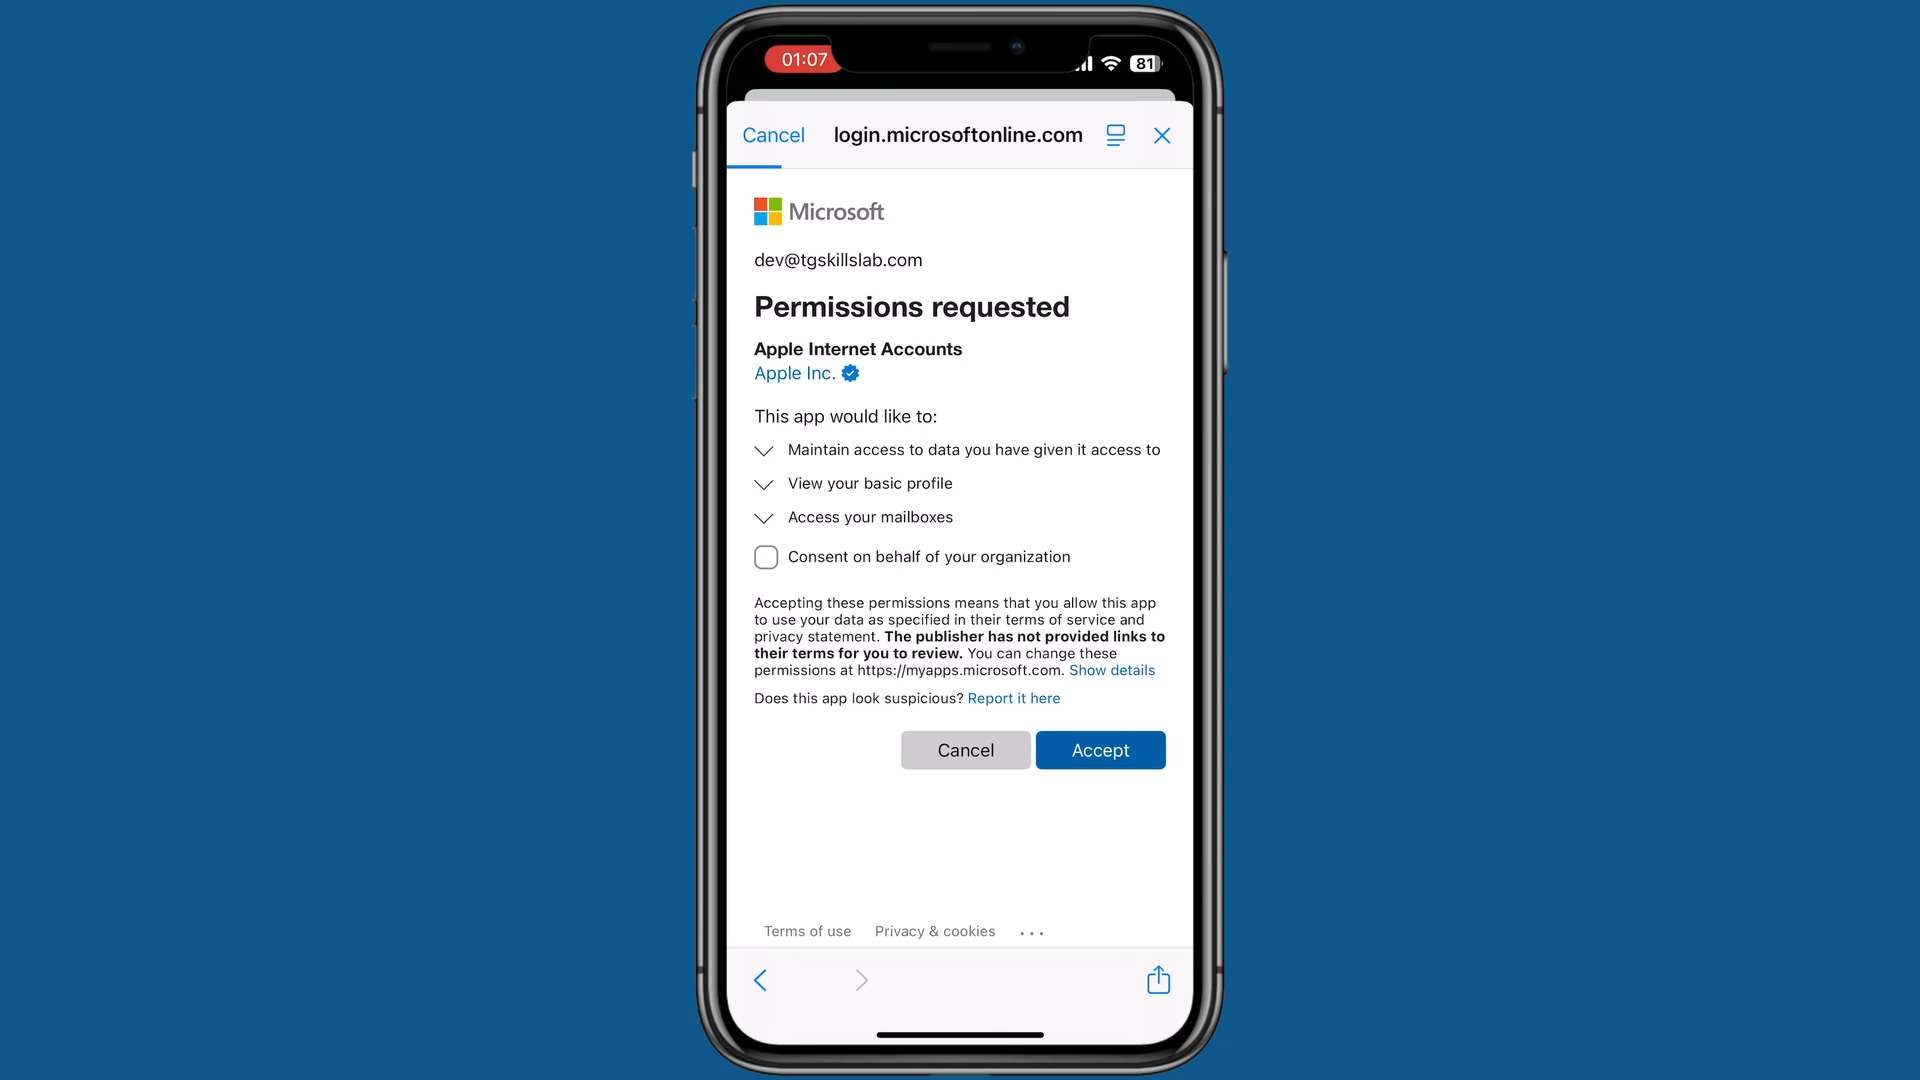 01:07
81
Cancel login.microsoftonline.com
Microsoft
dev@tgskillslab.com
Permissions requested
Apple Internet Accounts
Apple Inc.
This app would like to:
Maintain access to data you have given it access to
View your basic profile
Access your mailboxes
Consent on behalf of your organization
Accepting these permissions means that you allow this app
to use your data as specified in their terms of service and
privacy statement. The publisher has not provided links to
their terms for you to review. You can change these
permissions at https://myapps.microsoft.com. Show details
Does this app look suspicious? Report it here
Cancel Accept
Terms of use Privacy & cookies ...